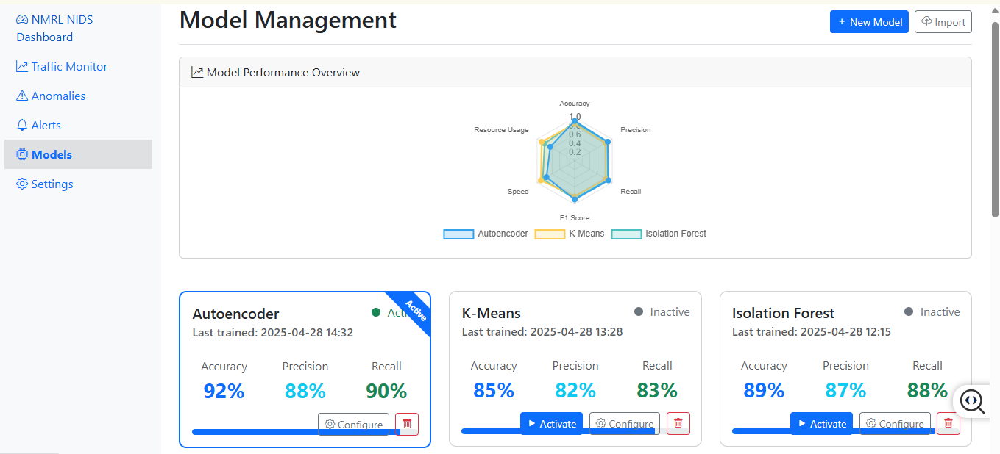 NMRL NIDS
Dashboard
Traffic Monitor
Anomalies
Alerts
Models
Settings
Model Management
+ New Model
Import
Model Performance Overview
Accuracy
1.0
0.8
0.6
0.4
0.2
Resource Usage
Precision
Speed
Recall
F1 Score
Autoencoder K-Means Isolation Forest
Autoencoder
Acti
Active
Last trained: 2025-04-28 14:32
Accuracy Precision Recall
92% 88% 90%
Configure
K-Means
Inactive
Last trained: 2025-04-28 13:28
Accuracy Precision Recall
85% 82% 83%
Activate Configure
Isolation Forest
Inactive
Last trained: 2025-04-28 12:15
Accuracy Precision Recall
89% 87% 88%
Activate Configure